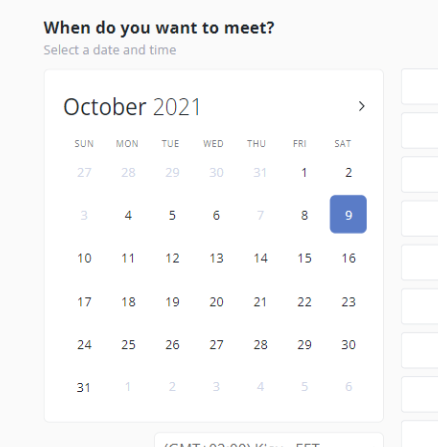 When do you want to meet?
Select a date and time
October 2021
SUN MON TUE WED THU FRI SAT
27 28 29 30 31 1 2
3 4 5 6 7 8 9
10 11 12 13 14 15 16
17 18 19 20 21 22 23
24 25 26 27 28 29 30
31 1 2 3 4 5 6